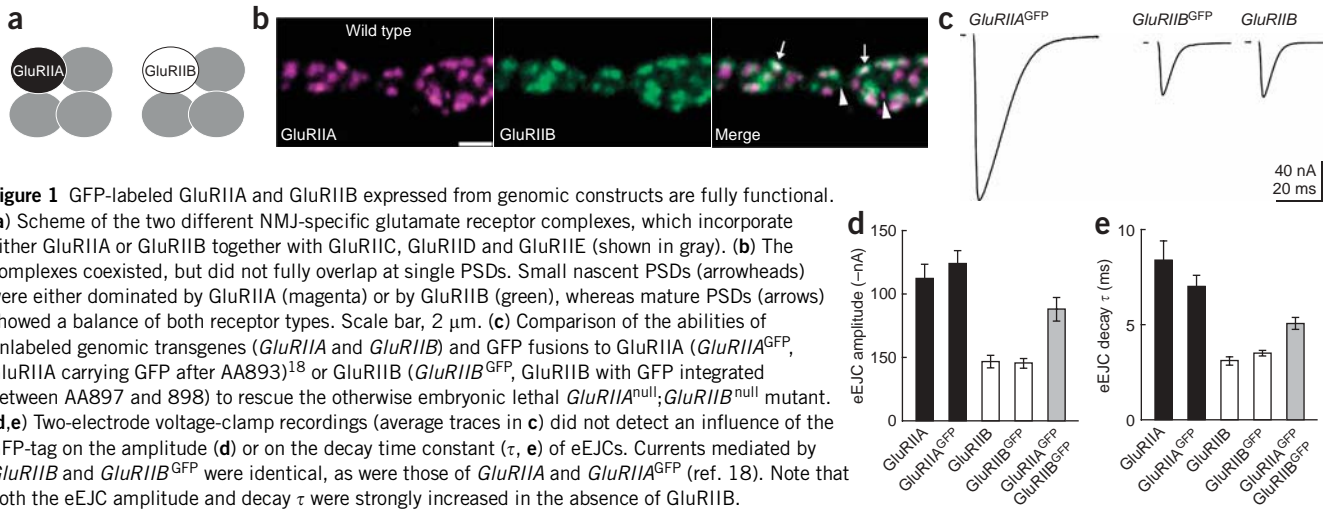 a
GluRIIA
GluRIIB
b
Wild type
GluRIIA
GluRIIB
Merge
c
GluRIIA^GFP
GluRIIB^GFP
GluRIIB
40 nA
20 ms
igure 1 GFP-labeled GluRIIA and GluRIIB expressed from genomic constructs are fully functional.
) Scheme of the two different NMJ-specific glutamate receptor complexes, which incorporate
ither GluRIIA or GluRIIB together with GluRIIC, GluRIID and GluRIIE (shown in gray). (b) The
omplexes coexisted, but did not fully overlap at single PSDs. Small nascent PSDs (arrowheads)
ere either dominated by GluRIIA (magenta) or by GluRIIB (green), whereas mature PSDs (arrows)
howed a balance of both receptor types. Scale bar, 2 μm. (c) Comparison of the abilities of
nlabeled genomic transgenes (GluRIIA and GluRIIB) and GFP fusions to GluRIIA (GluRIIA^GFP,
luRIIA carrying GFP after AA893)^18 or GluRIIB (GluRIIB^GFP, GluRIIB with GFP integrated
etween AA897 and 898) to rescue the otherwise embryonic lethal GluRIIA^null;GluRIIB^null mutant.
d,e) Two-electrode voltage-clamp recordings (average traces in c) did not detect an influence of the
FP-tag on the amplitude (d) or on the decay time constant (τ, e) of eEJCs. Currents mediated by
GluRIIB and GluRIIB^GFP were identical, as were those of GluRIIA and GluRIIA^GFP (ref. 18). Note that
oth the eEJC amplitude and decay τ were strongly increased in the absence of GluRIIB.
d
eEJC amplitude (–nA)
150
100
150
0
GluRIIA
GluRIIA^GFP
GluRIIB
GluRIIB^GFP
GluRIIA^GFP
GluRIIB^GFP
e
eEJC decay τ (ms)
10
5
0
GluRIIA
GluRIIA^GFP
GluRIIB
GluRIIB^GFP
GluRIIA^GFP
GluRIIB^GFP